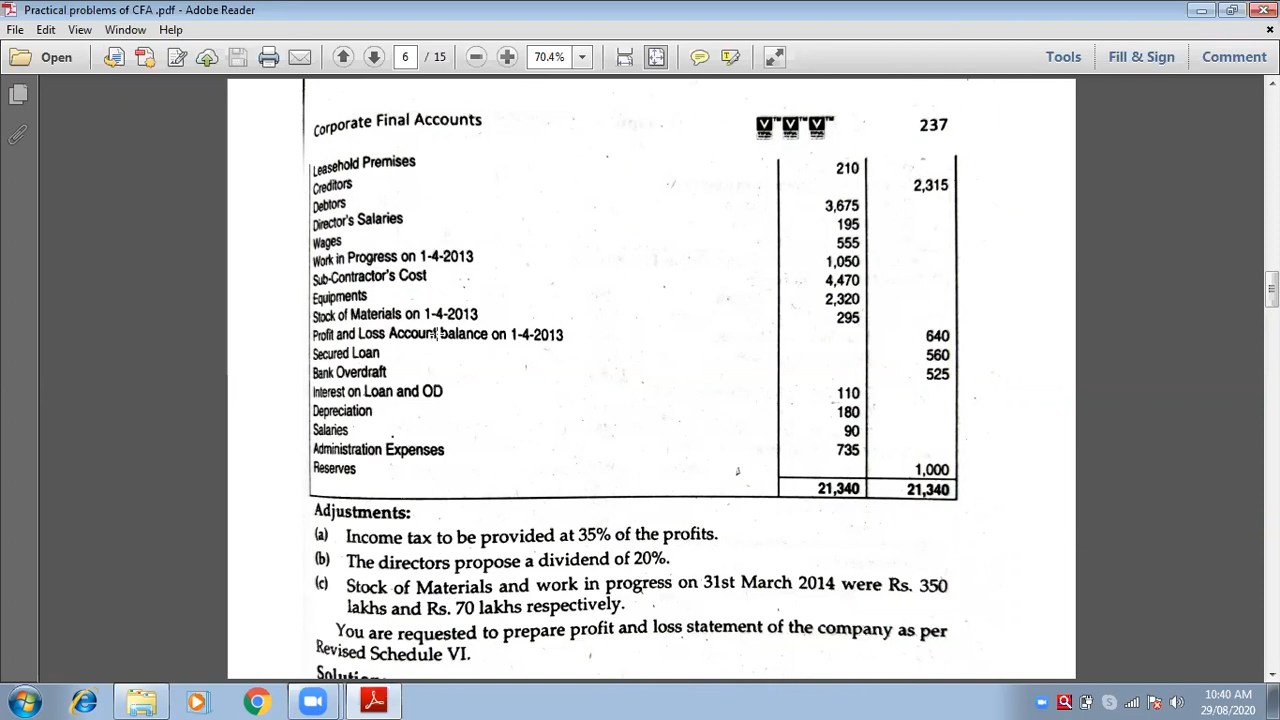 Practical problems of CFA .pdf - Adobe Reader
File Edit View Window Help
Open 6 / 15 70.4% Tools Fill & Sign Comment
Corporate Final Accounts 237
Leasehold Premises 210
Creditors 2,315
Debtors 3,675
Director's Salaries 195
Wages 555
Work in Progress on 1-4-2013 1,050
Sub-Contractor's Cost 4,470
Equipments 2,320
Stock of Materials on 1-4-2013 295
Profit and Loss Account balance on 1-4-2013 640
Secured Loan 560
Bank Overdraft 525
Interest on Loan and OD 110
Depreciation 180
Salaries 90
Administration Expenses 735
Reserves 1,000
21,340 21,340
Adjustments:
(a) Income tax to be provided at 35% of the profits.
(b) The directors propose a dividend of 20%.
(c) Stock of Materials and work in progress on 31st March 2014 were Rs. 350
lakhs and Rs. 70 lakhs respectively.
You are requested to prepare profit and loss statement of the company as per
Revised Schedule VI.
10:40 AM
29/08/2020